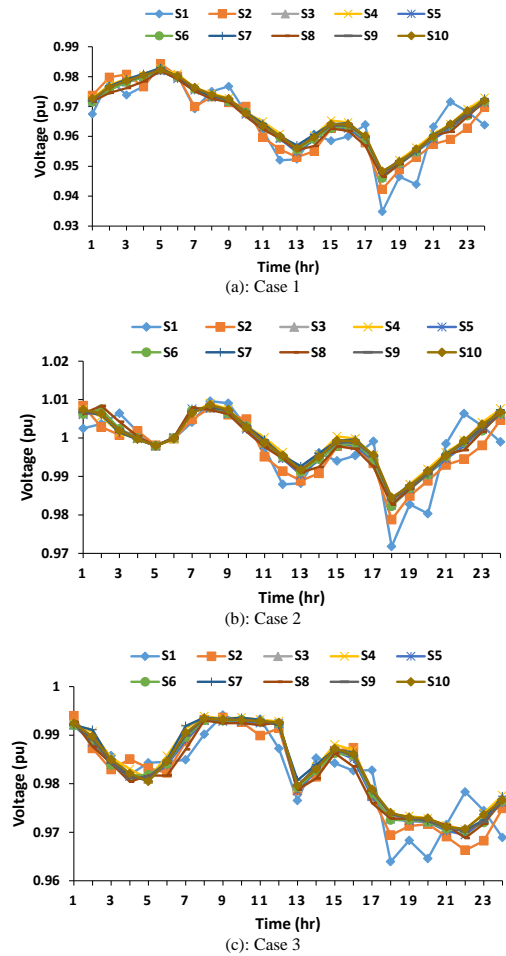 S1 S2 S3 S4 S5
S6 S7 S8 S9 S10
0.99
0.98
0.97
0.96
0.95
0.94
0.93
Voltage (pu)
1 3 5 7 9 11 13 15 17 19 21 23
Time (hr)
(a): Case 1
S1 S2 S3 S4 S5
S6 S7 S8 S9 S10
1.02
1.01
1
0.99
0.98
0.97
Voltage (pu)
1 3 5 7 9 11 13 15 17 19 21 23
Time (hr)
(b): Case 2
S1 S2 S3 S4 S5
S6 S7 S8 S9 S10
1
0.99
0.98
0.97
0.96
Voltage (pu)
1 3 5 7 9 11 13 15 17 19 21 23
Time (hr)
(c): Case 3